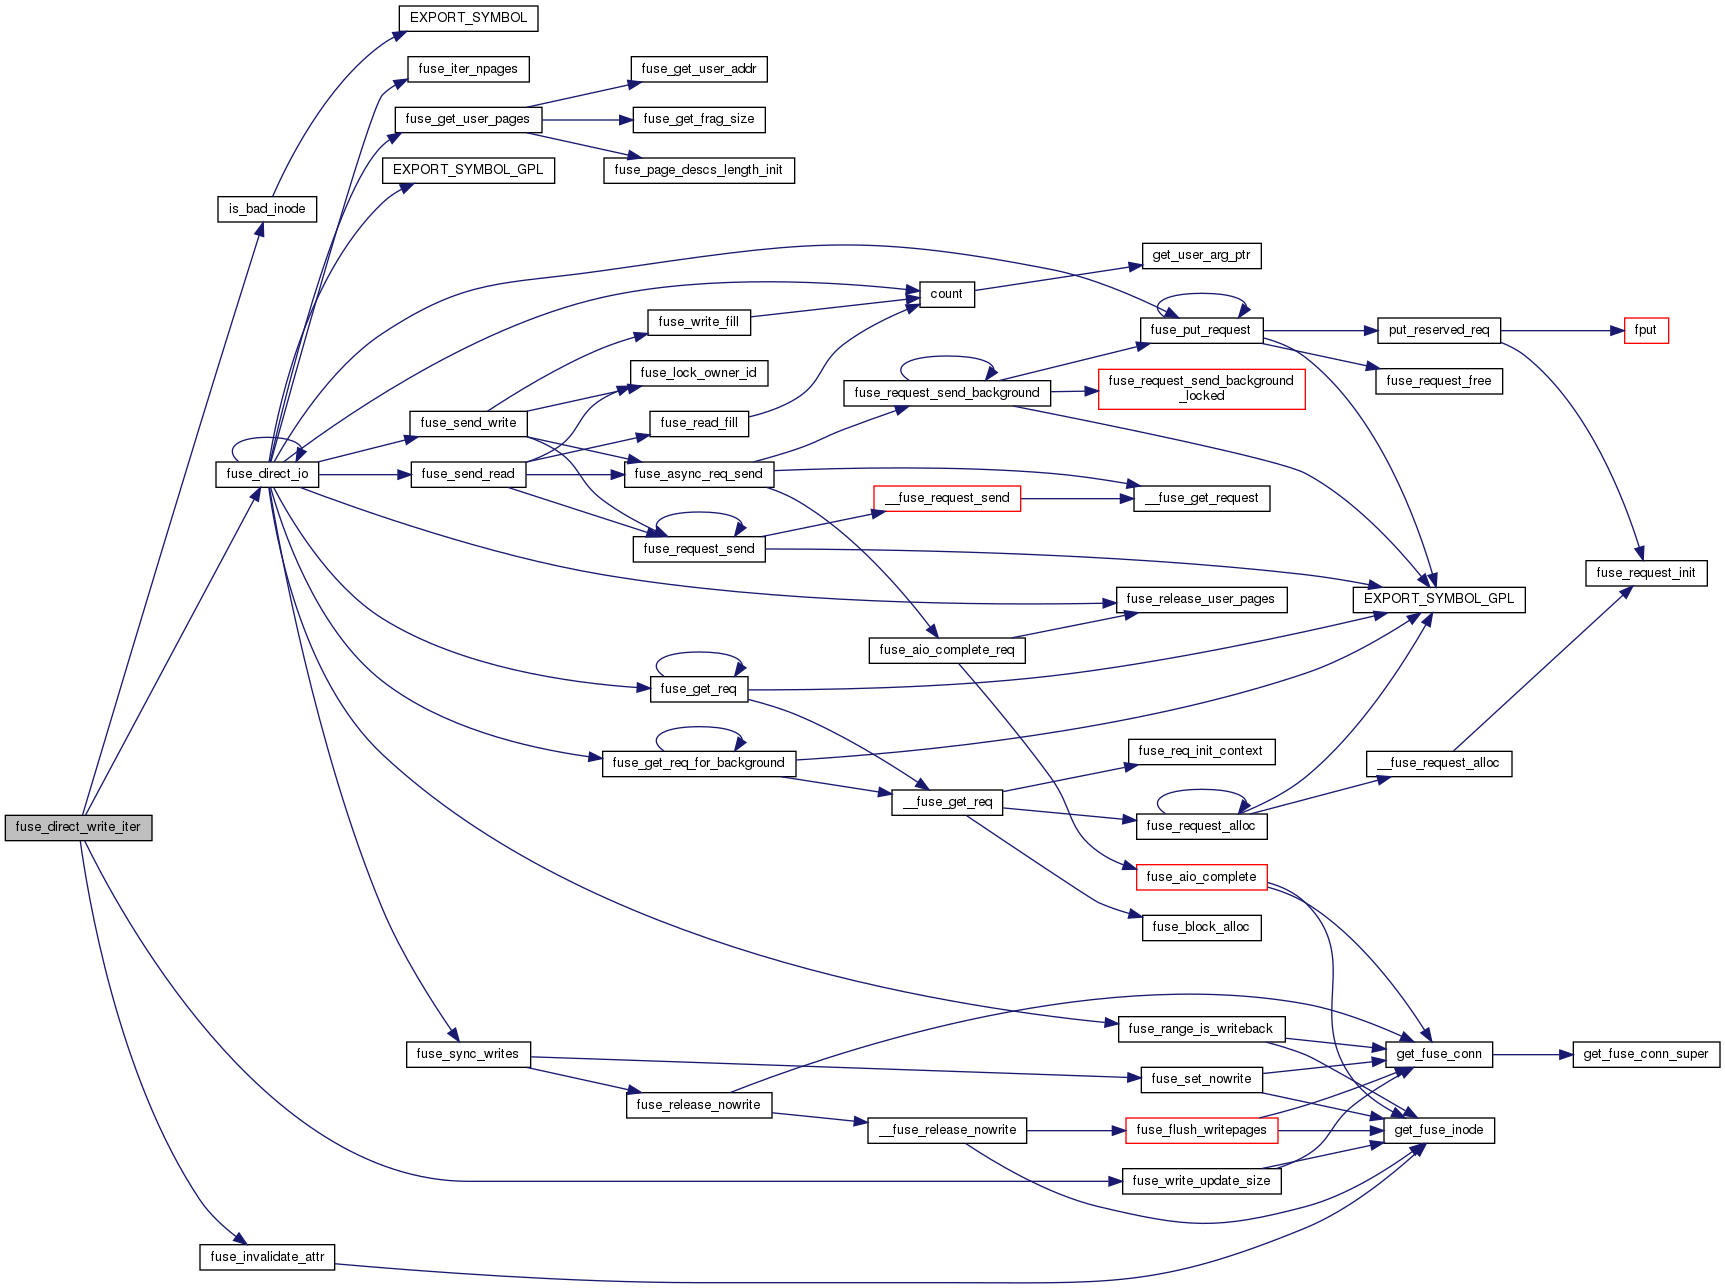 EXPORT_SYMBOL
fuse_iter_npages
fuse_get_user_addr
fuse_get_user_pages
fuse_get_frag_size
EXPORT_SYMBOL_GPL
fuse_page_descs_length_init
is_bad_inode
get_user_arg_ptr
count
fuse_write_fill
fuse_put_request
put_reserved_req
fput
fuse_lock_owner_id
fuse_request_send_background
fuse_request_send_background
_locked
fuse_request_free
fuse_send_write
fuse_read_fill
fuse_direct_io
fuse_send_read
fuse_async_req_send
__fuse_request_send
__fuse_get_request
fuse_request_send
fuse_request_init
fuse_release_user_pages
EXPORT_SYMBOL_GPL
fuse_aio_complete_req
fuse_get_req
fuse_get_req_for_background
fuse_req_init_context
__fuse_request_alloc
__fuse_get_req
fuse_direct_write_iter
fuse_request_alloc
fuse_aio_complete
fuse_block_alloc
fuse_range_is_writeback
fuse_sync_writes
get_fuse_conn
get_fuse_conn_super
fuse_set_nowrite
fuse_release_nowrite
__fuse_release_nowrite
fuse_flush_writepages
get_fuse_inode
fuse_write_update_size
fuse_invalidate_attr